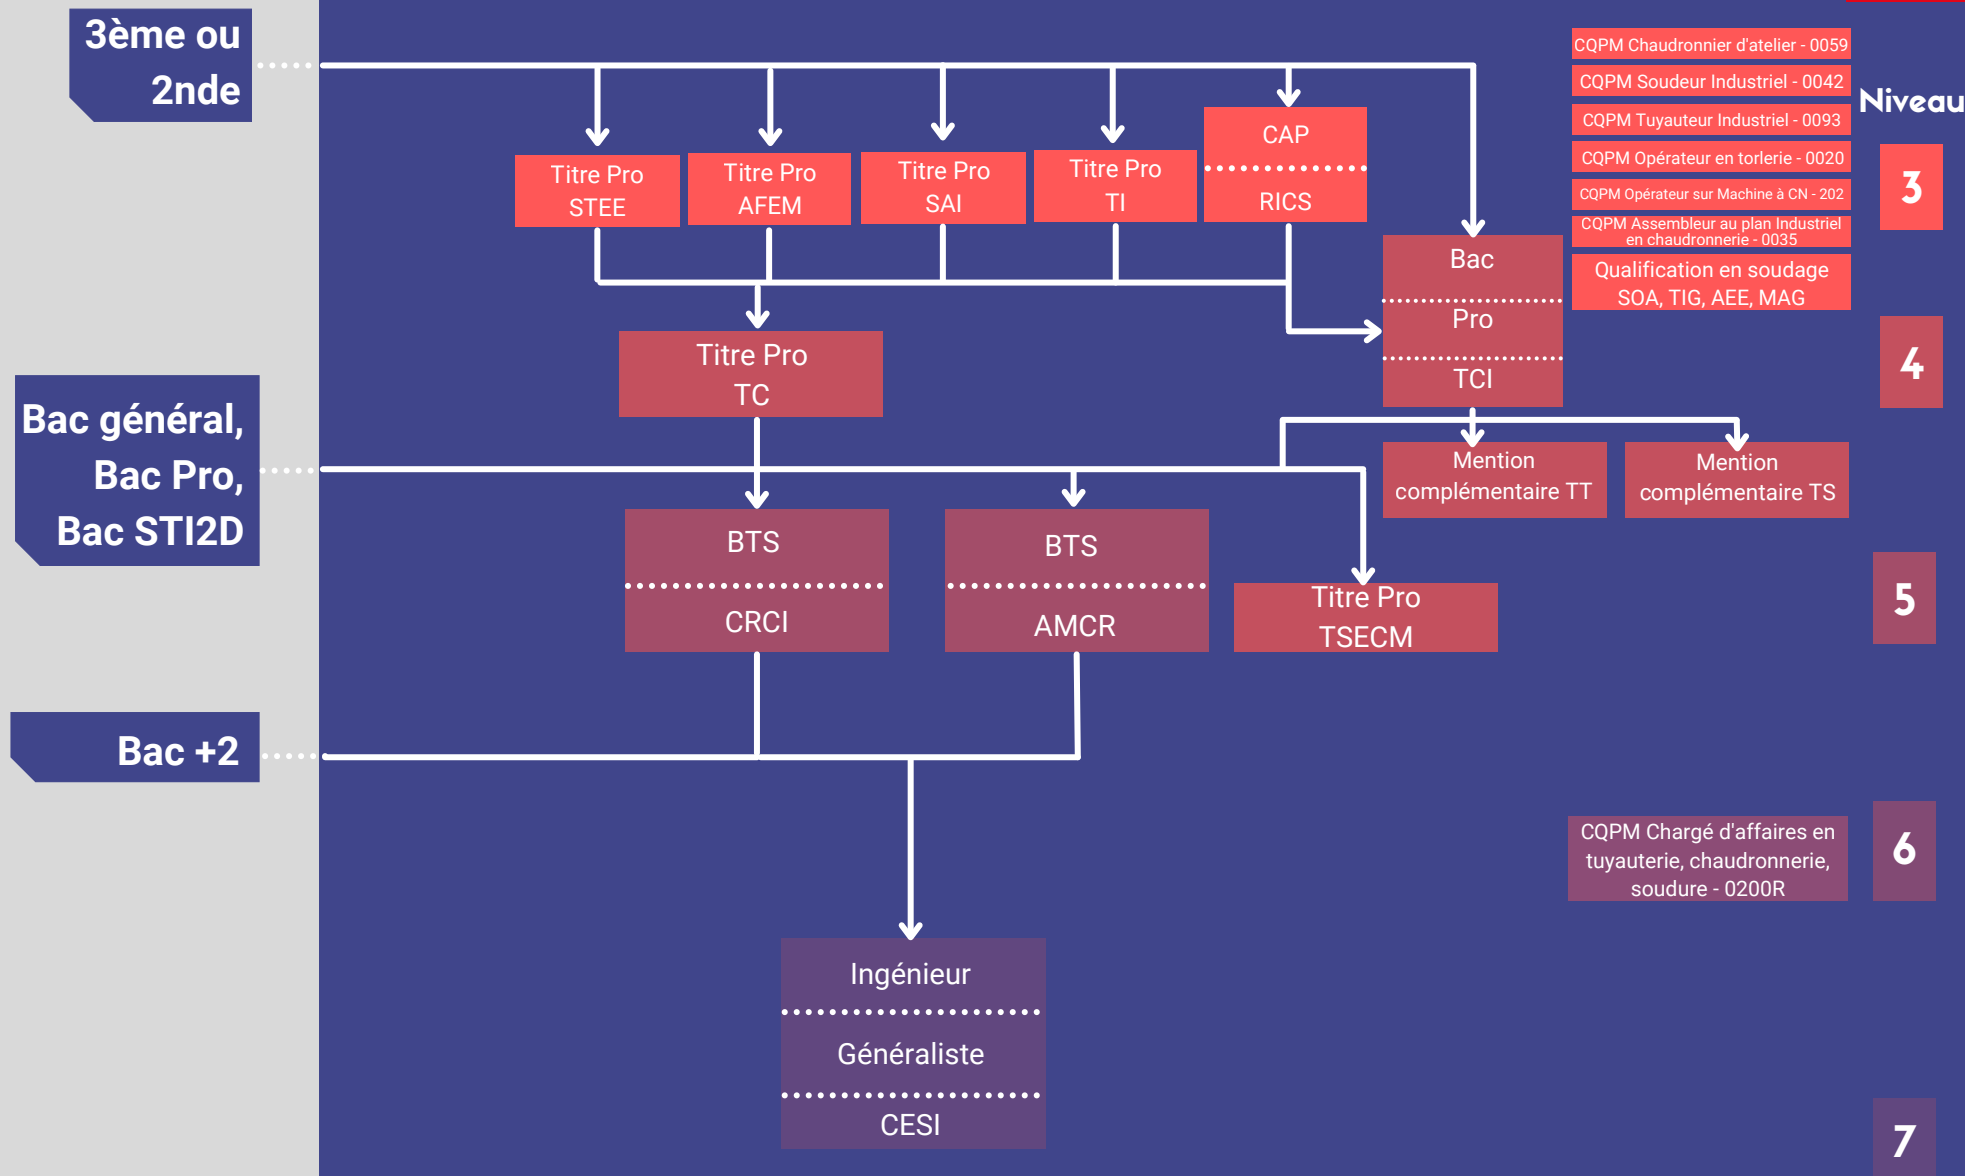 3ème ou
2nde
CQPM Chaudronnier d'atelier - 0059
CQPM Soudeur Industriel - 0042
CQPM Tuyauteur Industriel - 0093
CQPM Opérateur en torlerie - 0020
CQPM Opérateur sur Machine à CN - 202
CQPM Assembleur au plan Industriel
en chaudronnerie - 0035
Qualification en soudage
SOA, TIG, AEE, MAG
Niveau
3
Titre Pro
STEE
Titre Pro
AFEM
Titre Pro
SAI
Titre Pro
TI
CAP
RICS
Bac
Pro
TCI
4
Titre Pro
TC
Bac général,
Bac Pro,
Bac STI2D
Mention
complémentaire TT
Mention
complémentaire TS
BTS
CRCI
BTS
AMCR
Titre Pro
TSECM
5
Bac +2
CQPM Chargé d'affaires en
tuyauterie, chaudronnerie,
soudure - 0200R
6
Ingénieur
Généraliste
CESI
7